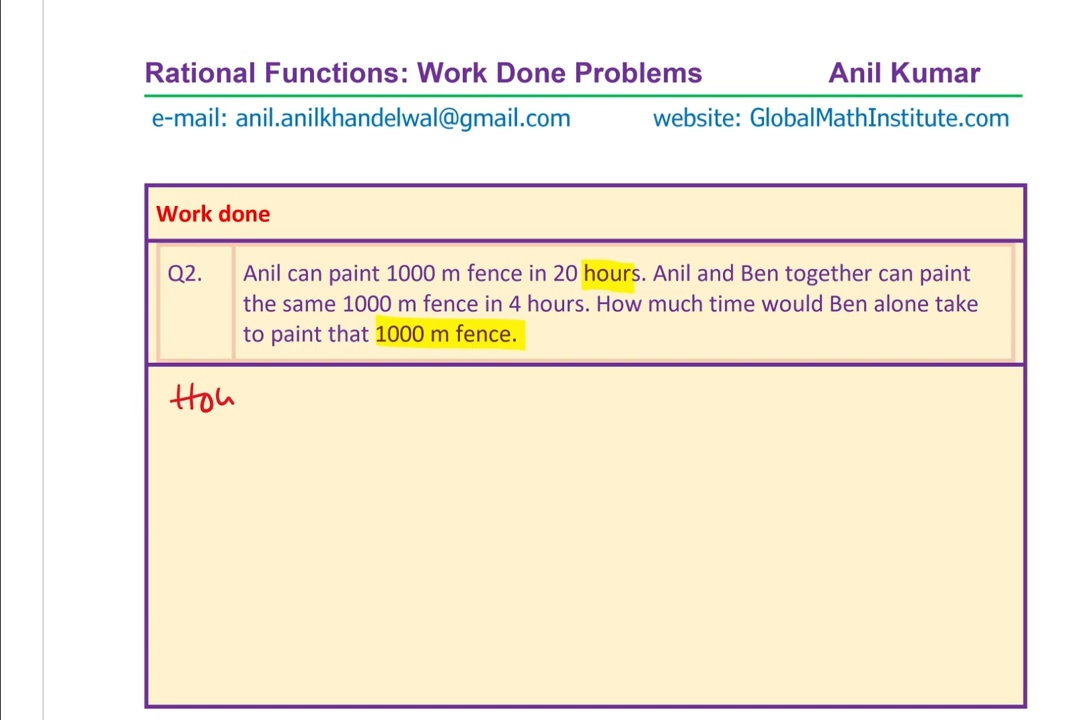 Rational Functions: Work Done Problems Anil Kumar
e-mail: anil.anilkhandelwal@gmail.com website: GlobalMathInstitute.com
Work done
Q2. Anil can paint 1000 m fence in 20 hours. Anil and Ben together can paint
the same 1000 m fence in 4 hours. How much time would Ben alone take
to paint that 1000 m fence.
Hou